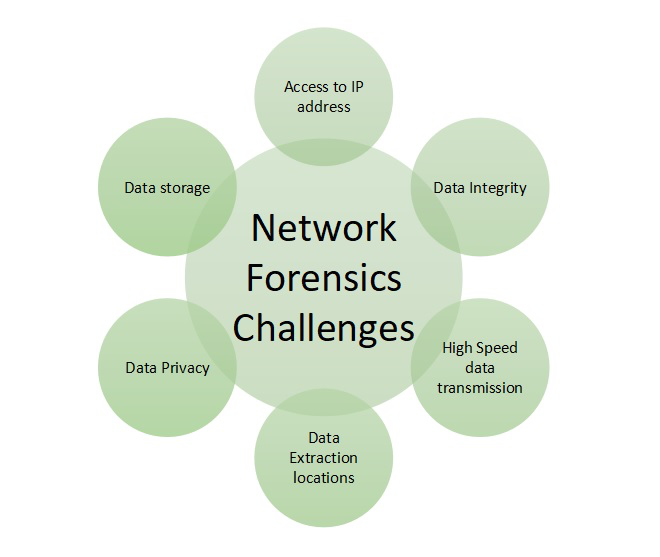 Access to IP
address
Data storage
Data Integrity
Network
Forensics
Challenges
Data Privacy
High Speed
data
transmission
Data
Extraction
locations